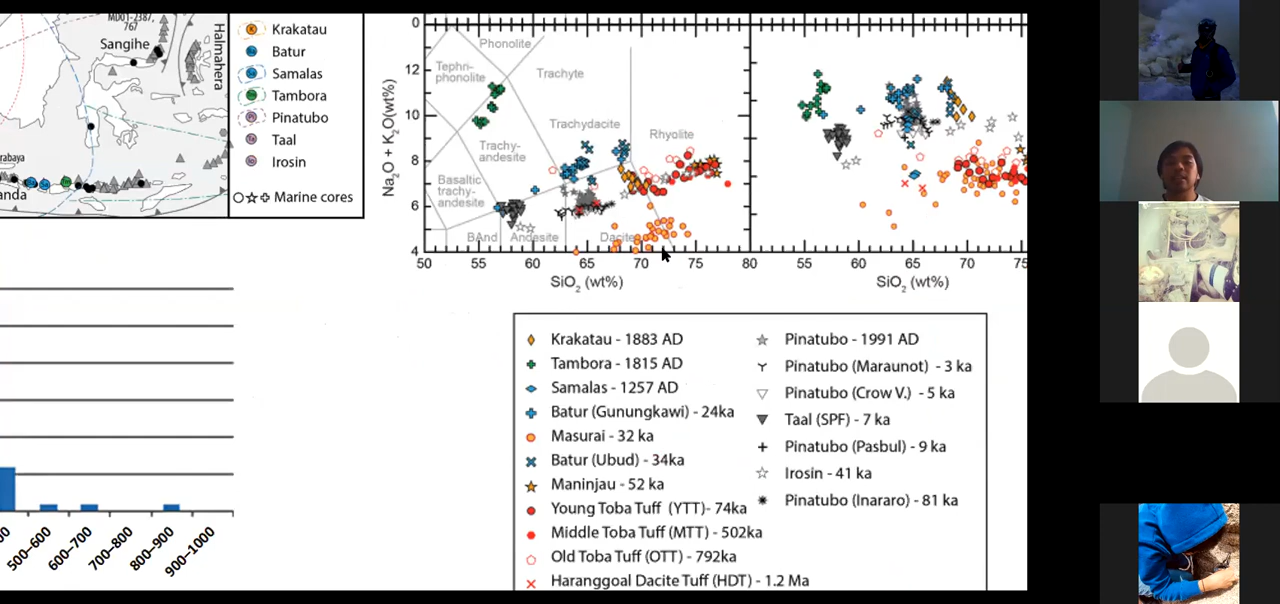 MD01-2387,
767
Sangihe
Halmahera
anda
Krakatau
Batur
Samalas
Tambora
Pinatubo
Taal
Irosin
Marine cores
500–600
600–700
700–800
800–900
900–1000
Na2O + K2O(wt%)
0
12
10
8
6
4
50
55
60
65
70
75
80
55
60
65
70
75
SiO2 (wt%)
SiO2 (wt%)
Phonolite
Tephri-
phonolite
Trachyte
Trachydacite
Rhyolite
Trachy-
andesite
Basaltic
trachy-
andesite
BAnd
Andesite
Dacite
Krakatau - 1883 AD
Tambora - 1815 AD
Samalas - 1257 AD
Batur (Gunungkawi) - 24ka
Masurai - 32 ka
Batur (Ubud) - 34ka
Maninjau - 52 ka
Young Toba Tuff (YTT)- 74ka
Middle Toba Tuff (MTT) - 502ka
Old Toba Tuff (OTT) - 792ka
Haranggoal Dacite Tuff (HDT) - 1.2 Ma
Pinatubo - 1991 AD
Pinatubo (Maraunot) - 3 ka
Pinatubo (Crow V.) - 5 ka
Taal (SPF) - 7 ka
Pinatubo (Pasbul) - 9 ka
Irosin - 41 ka
Pinatubo (Inararo) - 81 ka